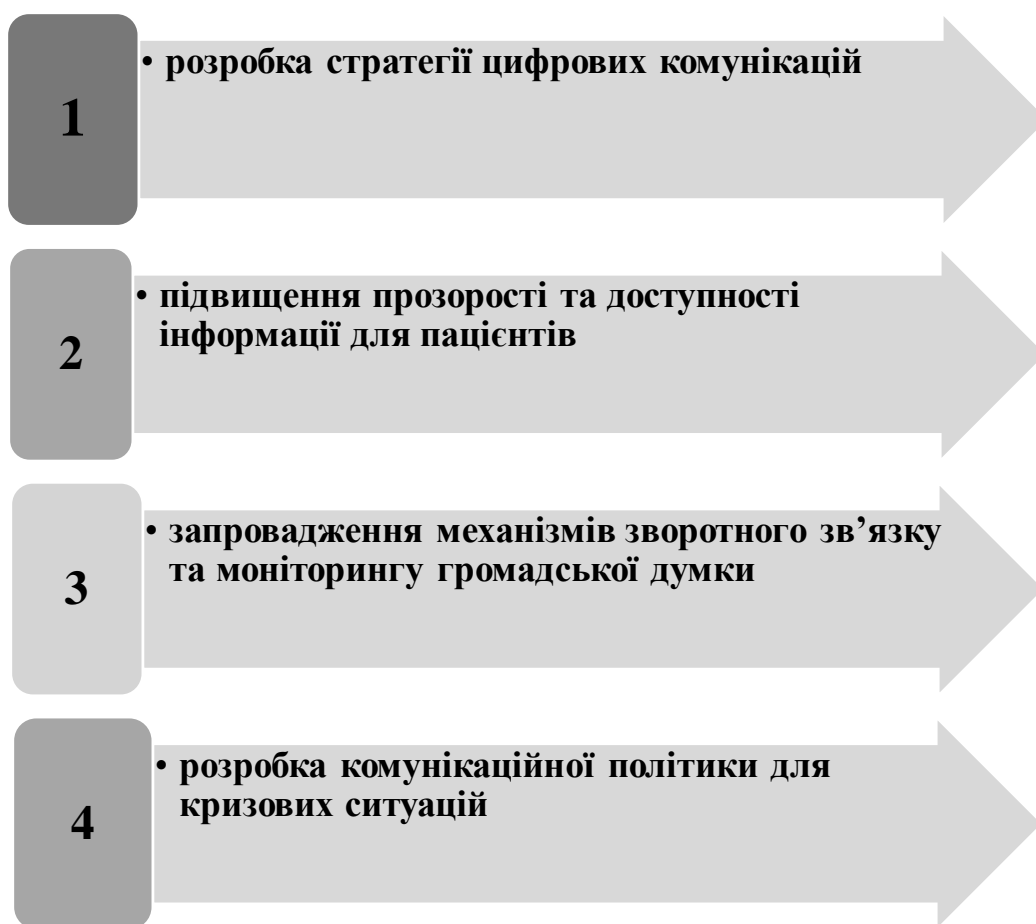 1
• розробка стратегії цифрових комунікацій
2
• підвищення прозорості та доступності
інформації для пацієнтів
3
• запровадження механізмів зворотного зв’язку
та моніторингу громадської думки
4
• розробка комунікаційної політики для
кризових ситуацій